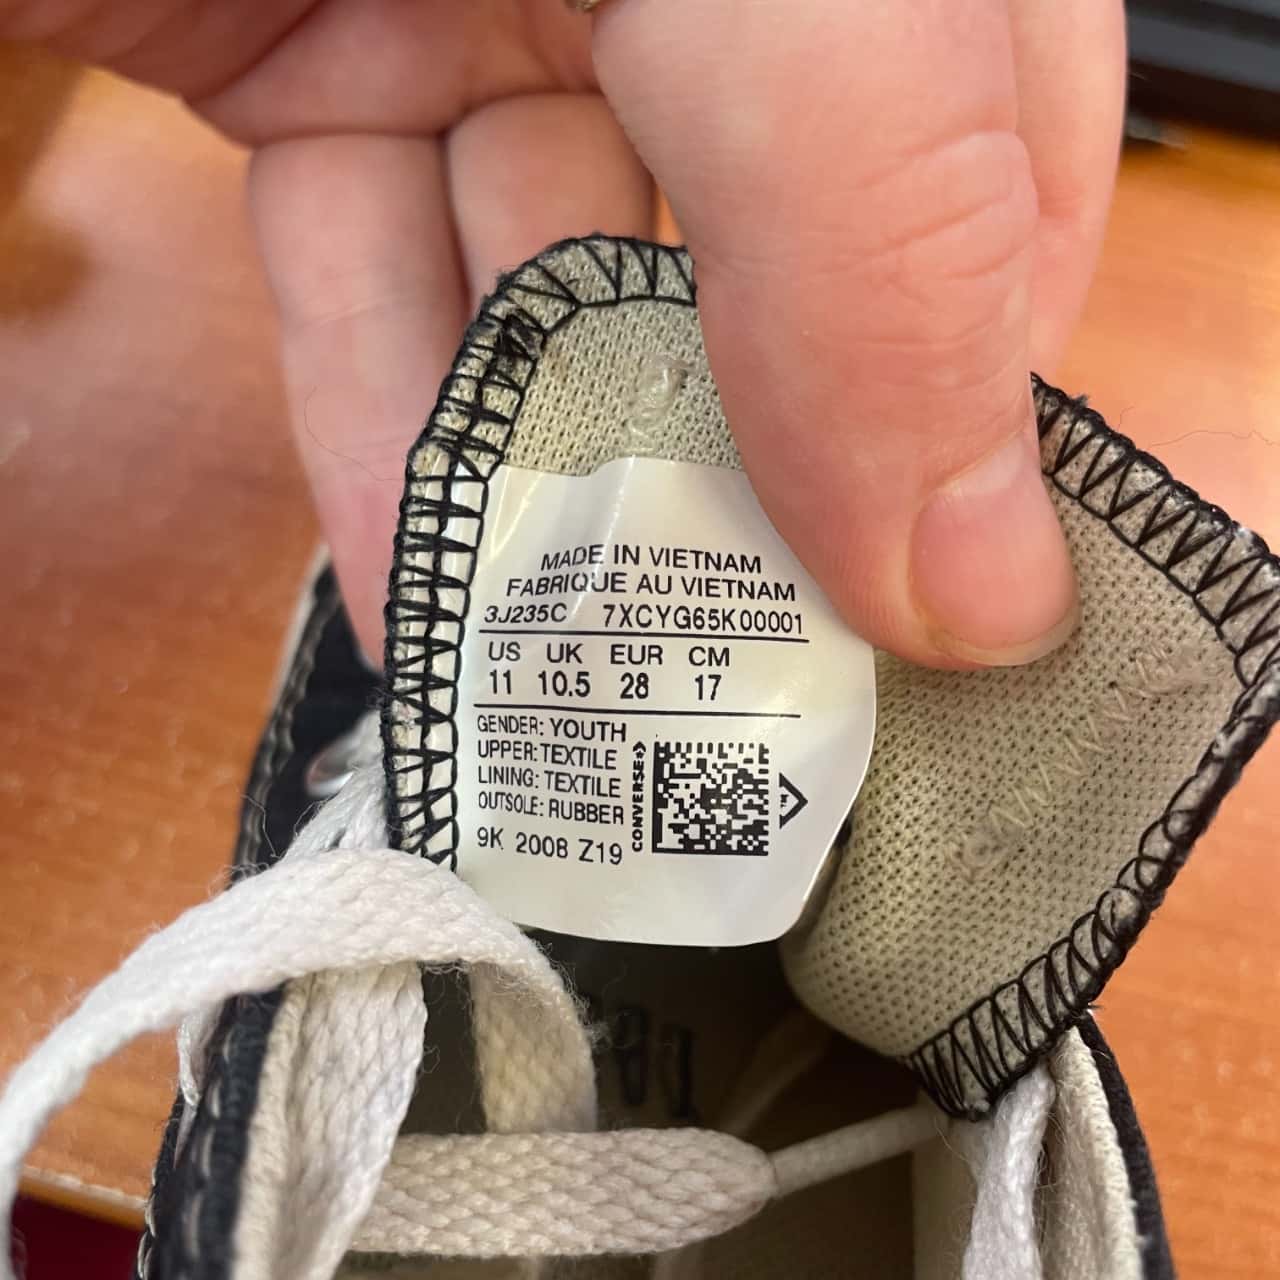 MADE IN VIETNAM
FABRIQUE AU VIETNAM
3J235C 7XCYG65K00001
US UK EUR CM
11 10.5 28 17
GENDER: YOUTH
UPPER: TEXTILE
LINING: TEXTILE
OUTSOLE: RUBBER
9K 2008 Z19
CONVERSE
TM